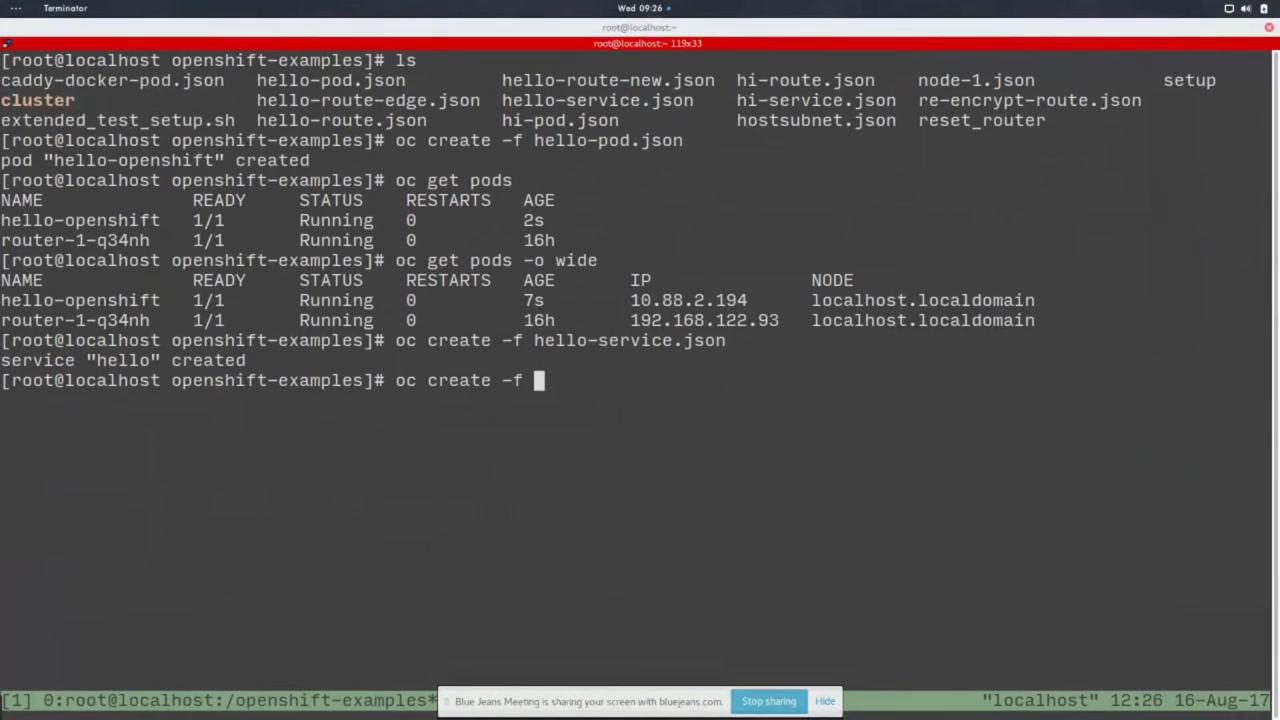 Terminator
Wed 09:26
root@localhost:~
root@localhost:~ 119x33
[root@localhost openshift-examples]# ls
caddy-docker-pod.json hello-pod.json hello-route-new.json hi-route.json node-1.json setup
cluster hello-route-edge.json hello-service.json hi-service.json re-encrypt-route.json
extended_test_setup.sh hello-route.json hi-pod.json hostsubnet.json reset_router
[root@localhost openshift-examples]# oc create -f hello-pod.json
pod "hello-openshift" created
[root@localhost openshift-examples]# oc get pods
NAME READY STATUS RESTARTS AGE
hello-openshift 1/1 Running 0 2s
router-1-q34nh 1/1 Running 0 16h
[root@localhost openshift-examples]# oc get pods -o wide
NAME READY STATUS RESTARTS AGE IP NODE
hello-openshift 1/1 Running 0 7s 10.88.2.194 localhost.localdomain
router-1-q34nh 1/1 Running 0 16h 192.168.122.93 localhost.localdomain
[root@localhost openshift-examples]# oc create -f hello-service.json
service "hello" created
[root@localhost openshift-examples]# oc create -f
[1] 0:root@localhost:/openshift-examples* "localhost" 12:26 16-Aug-17
Blue Jeans Meeting is sharing your screen with bluejeans.com. Stop sharing Hide